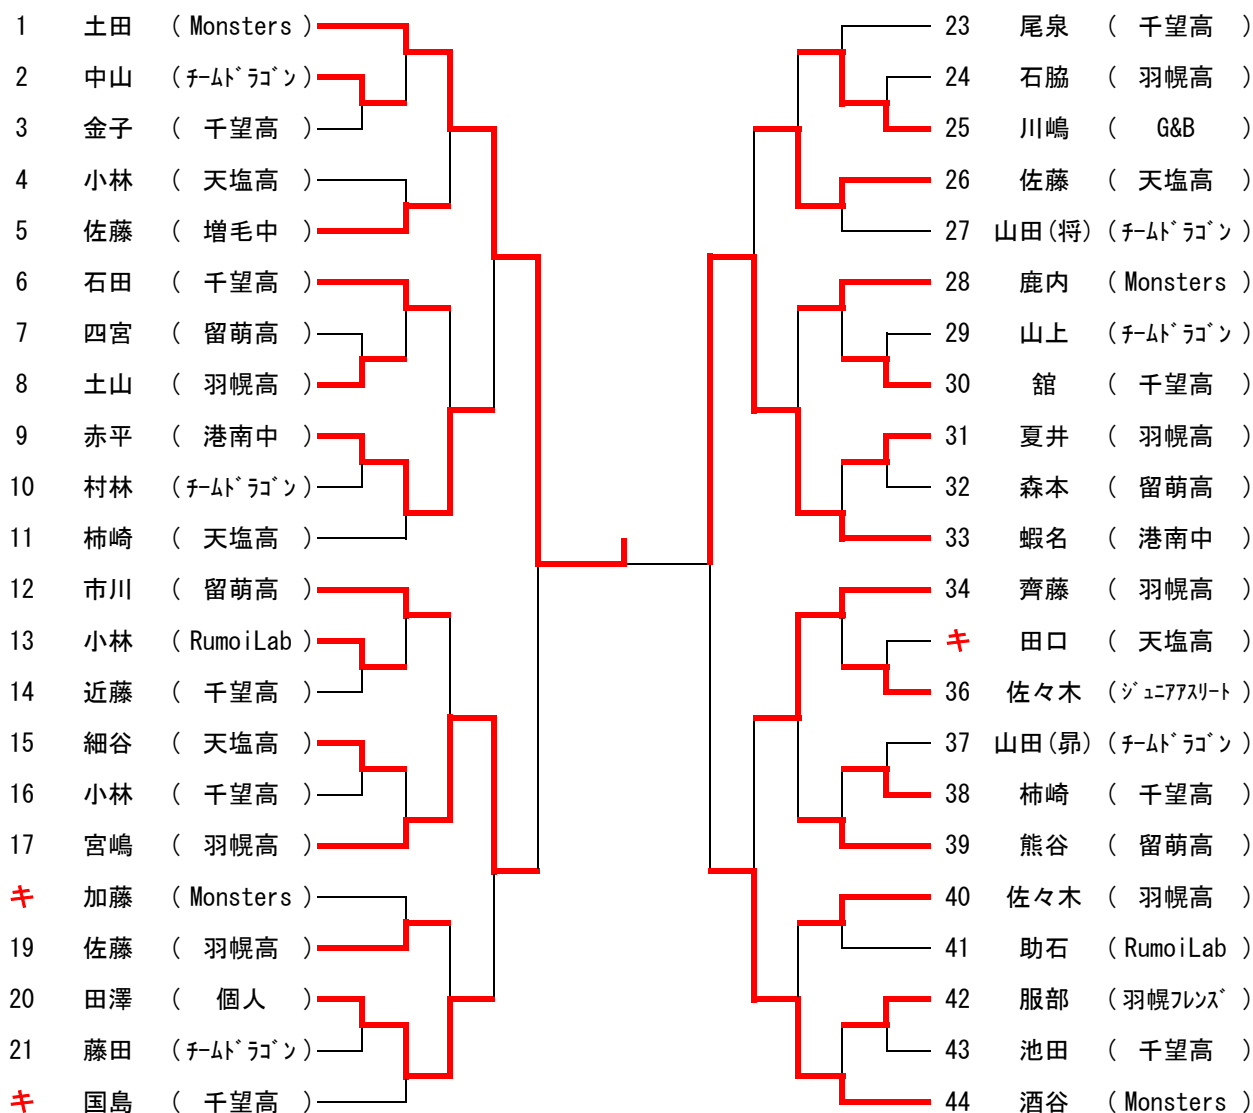 1 土田 ( Monsters )
2 中山 (ﾁｰﾑﾄﾞﾗｺﾞﾝ)
3 金子 ( 千望高 )
4 小林 ( 天塩高 )
5 佐藤 ( 増毛中 )
6 石田 ( 千望高 )
7 四宮 ( 留萌高 )
8 土山 ( 羽幌高 )
9 赤平 ( 港南中 )
10 村林 (ﾁｰﾑﾄﾞﾗｺﾞﾝ)
11 柿崎 ( 天塩高 )
12 市川 ( 留萌高 )
13 小林 ( RumoiLab )
14 近藤 ( 千望高 )
15 細谷 ( 天塩高 )
16 小林 ( 千望高 )
17 宮嶋 ( 羽幌高 )
キ 加藤 ( Monsters )
19 佐藤 ( 羽幌高 )
20 田澤 ( 個人 )
21 藤田 (ﾁｰﾑﾄﾞﾗｺﾞﾝ)
キ 国島 ( 千望高 )
23 尾泉 ( 千望高 )
24 石脇 ( 羽幌高 )
25 川嶋 ( G&B )
26 佐藤 ( 天塩高 )
27 山田(将) (ﾁｰﾑﾄﾞﾗｺﾞﾝ)
28 鹿内 ( Monsters )
29 山上 (ﾁｰﾑﾄﾞﾗｺﾞﾝ)
30 舘 ( 千望高 )
31 夏井 ( 羽幌高 )
32 森本 ( 留萌高 )
33 蝦名 ( 港南中 )
34 齊藤 ( 羽幌高 )
キ 田口 ( 天塩高 )
36 佐々木 (ｼﾞｭﾆｱｱｽﾘｰﾄ)
37 山田(昴) (ﾁｰﾑﾄﾞﾗｺﾞﾝ)
38 柿崎 ( 千望高 )
39 熊谷 ( 留萌高 )
40 佐々木 ( 羽幌高 )
41 助石 ( RumoiLab )
42 服部 (羽幌ﾌﾚﾝｽﾞ)
43 池田 ( 千望高 )
44 酒谷 ( Monsters )